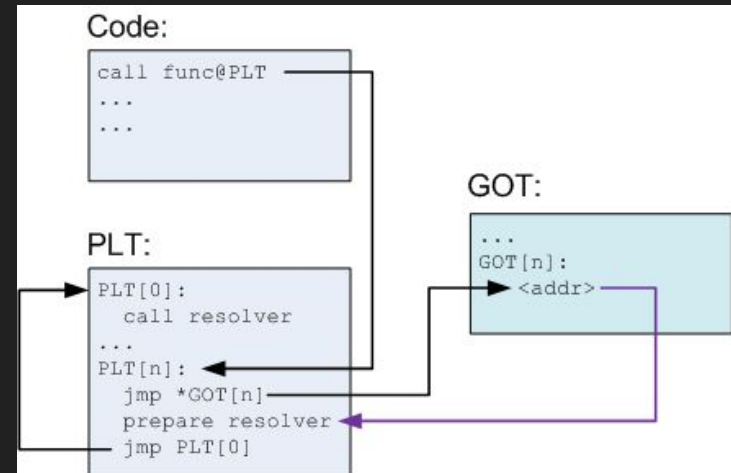 Code:
call func@PLT
...
...
PLT:
PLT[0]:
call resolver
...
PLT[n]:
jmp *GOT[n]
prepare resolver
jmp PLT[0]
GOT:
...
GOT[n]:
<addr>